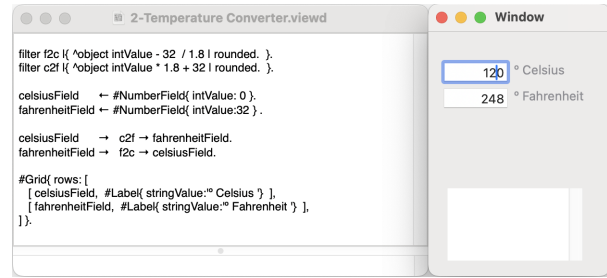 2-Temperature Converter.viewd
filter f2c |{ ^object intValue - 32 / 1.8 | rounded. }.
filter c2f |{ ^object intValue * 1.8 + 32 | rounded. }.
celsiusField ← #NumberField{ intValue: 0 }.
fahrenheitField ← #NumberField{ intValue:32 } .
celsiusField → c2f → fahrenheitField.
fahrenheitField → f2c → celsiusField.
#Grid{ rows: [
[ celsiusField, #Label{ stringValue:'º Celsius '} ],
[ fahrenheitField, #Label{ stringValue:'º Fahrenheit '} ],
] }.
Window
120 º Celsius
248 º Fahrenheit